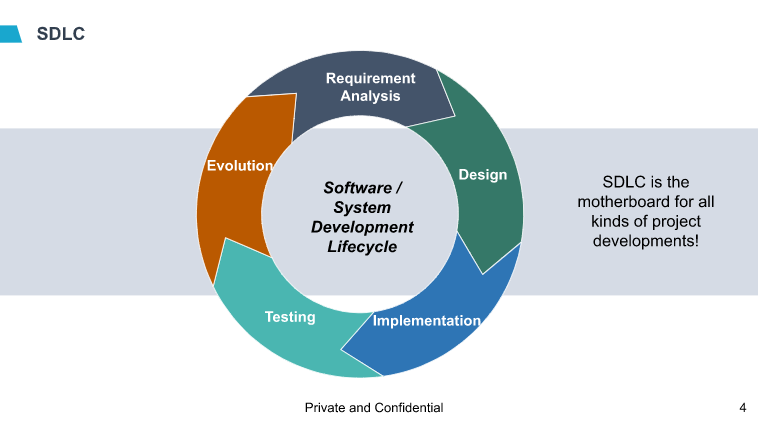 SDLC
Requirement
Analysis
Evolution
Design
Software /
System
Development
Lifecycle
SDLC is the
motherboard for all
kinds of project
developments!
Testing
Implementation
Private and Confidential
4